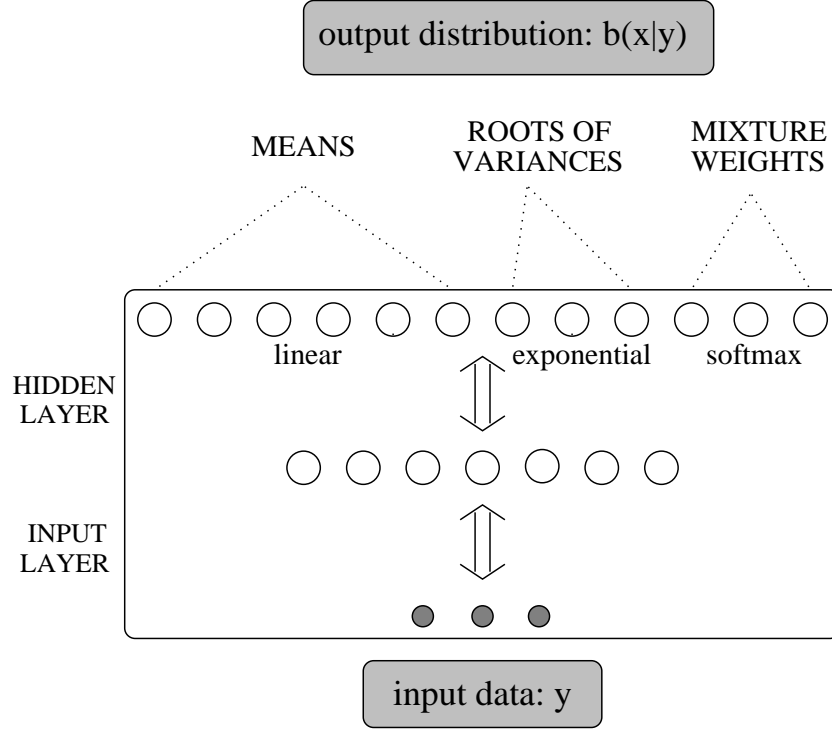 output distribution: b(x|y)
MEANS
ROOTS OF
VARIANCES
MIXTURE
WEIGHTS
linear
exponential
softmax
HIDDEN
LAYER
INPUT
LAYER
input data: y